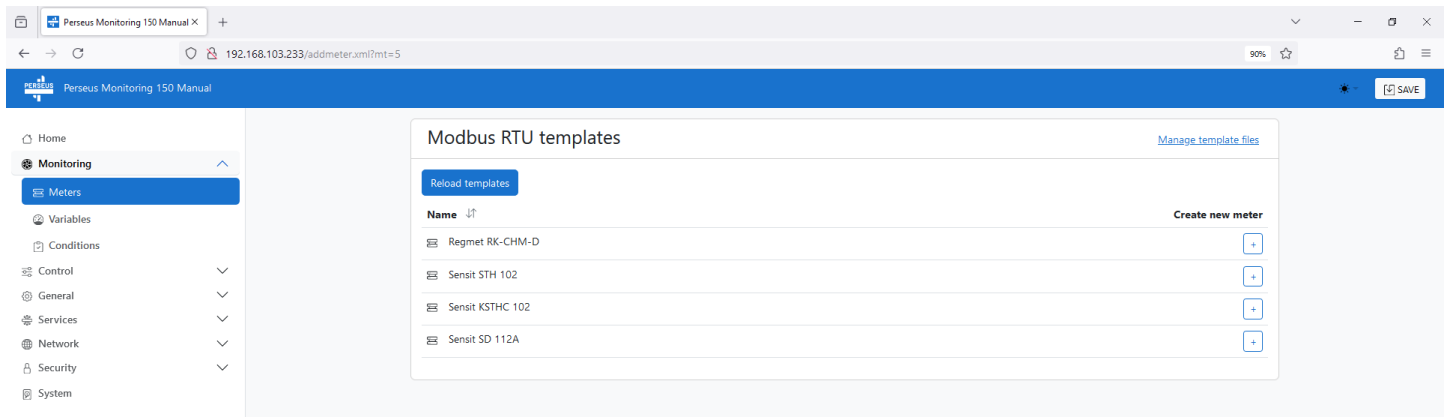 Perseus Monitoring 150 Manual
192.168.103.233/addmeter.xml?mt=5
90%
PERSEUS
Perseus Monitoring 150 Manual
SAVE
Home
Monitoring
Meters
Variables
Conditions
Control
General
Services
Network
Security
System
Modbus RTU templates
Manage template files
Reload templates
Name
Create new meter
Regmet RK-CHM-D
+
Sensit STH 102
+
Sensit KSTHC 102
+
Sensit SD 112A
+